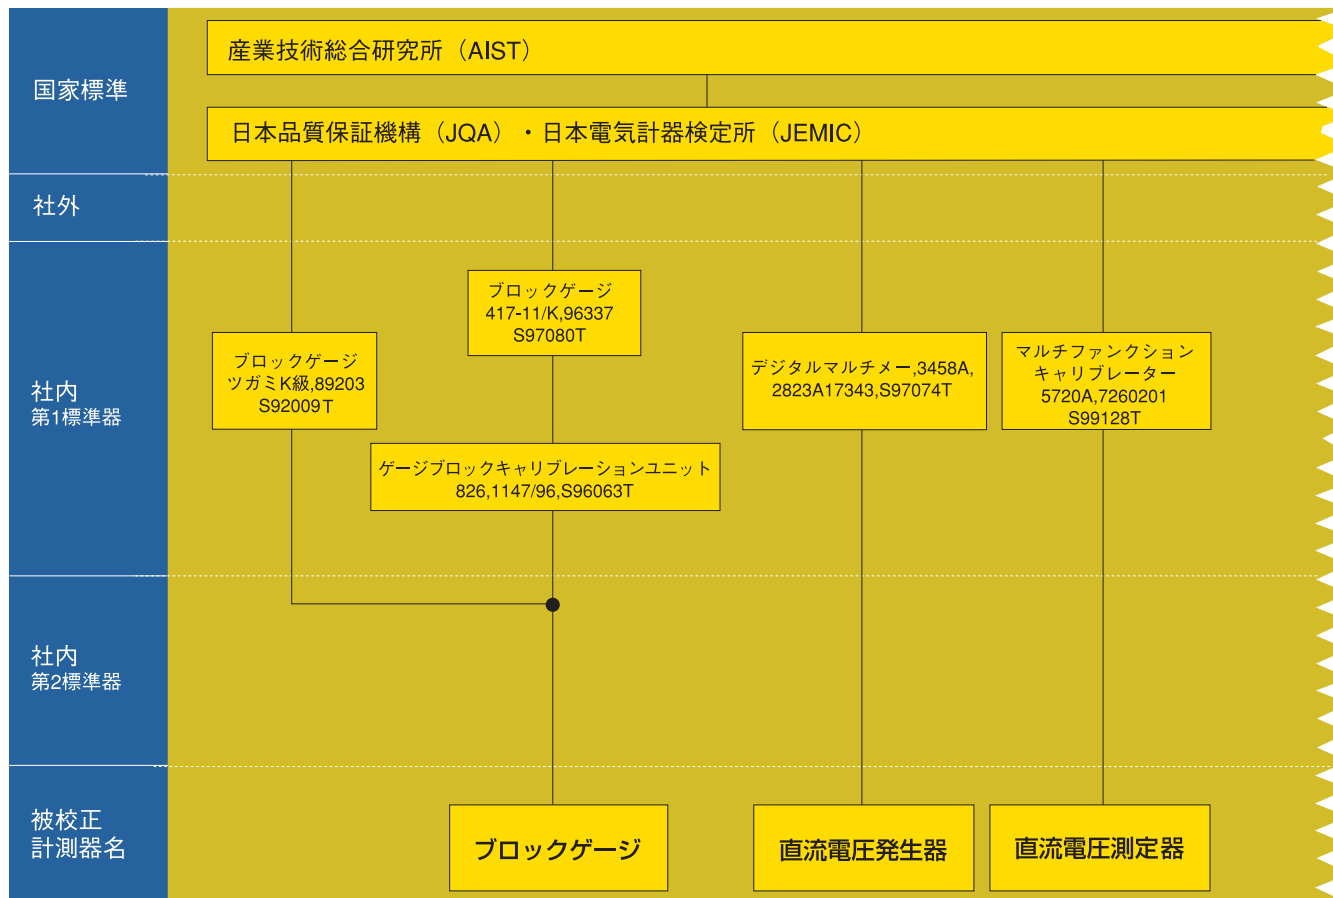 国家標準
産業技術総合研究所（AIST）
日本品質保証機構（JQA）・日本電気計器検定所（JEMIC）
社外
社内
第1標準器
ブロックゲージ
ツガミK級,89203
S92009T
ブロックゲージ
417-11/K,96337
S97080T
ゲージブロックキャリブレーションユニット
826,1147/96,S96063T
デジタルマルチメー,3458A,
2823A17343,S97074T
マルチファンクション
キャリブレーター
5720A,7260201
S99128T
社内
第2標準器
被校正
計測器名
ブロックゲージ
直流電圧発生器
直流電圧測定器